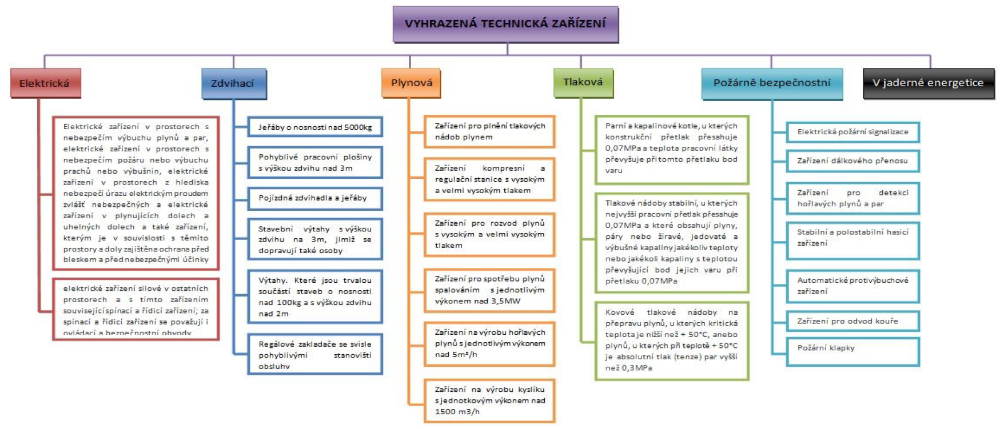 VYHRAZENÁ TECHNICKÁ ZAŘÍZENÍ
Elektrická
Elektrické zařízení v prostorech s
nebezpečím výbuchu plynů a par,
elektrické zařízení v prostorech s
nebezpečím požáru nebo výbuchu
prachů nebo výbušnin, elektrické
zařízení v prostorech z hlediska
nebezpečí úrazu elektrickým proudem
zvlášť nebezpečných a elektrické
zařízení v plynujících dolech a
uhelných dolech a také zařízení,
kterým je v souvislosti s těmito
prostory a doly zajištěna ochrana před
bleskem a před nebezpečnými účinky
elektrické zařízení silové v ostatních
prostorech a s tímto zařízením
související spínací a řídicí zařízení; za
spínací a řídicí zařízení se považují i
ovládací a bezpečnostní obvody
Zdvihací
Jeřáby o nosnosti nad 5000kg
Pohyblivé pracovní plošiny
s výškou zdvihu nad 3m
Pojízdná zdvihadla a jeřáby
Stavební výtahy s výškou
zdvihu na 3m, jimiž se
dopravují také osoby
Výtahy. Které jsou trvalou
součástí staveb o nosnosti
nad 100kg a s výškou zdvihu
nad 2m
Regálové zakladače se svisle
pohyblivými stanovišti
obsluhy
Plynová
Zařízení pro plnění tlakových
nádob plynem
Zařízení kompresní a
regulační stanice s vysokým
a velmi vysokým tlakem
Zařízení pro rozvod plynů
s vysokým a velmi vysokým
tlakem
Zařízení pro spotřebu plynů
spalováním s jednotlivým
výkonem nad 3,5MW
Zařízení na výrobu hořlavých
plynů s jednotlivým výkonem
nad 5m³/h
Zařízení na výrobu kyslíku
s jednotkovým výkonem nad
1500 m3/h
Tlaková
Parní a kapalinové kotle, u kterých
konstrukční přetlak přesahuje
0,07MPa a teplota pracovní látky
převyšuje při tomto přetlaku bod
varu
Tlakové nádoby stabilní, u kterých
nejvyšší pracovní přetlak přesahuje
0,07MPa a které obsahují plyny,
páry nebo žíravé, jedovaté a
výbušné kapaliny jakékoliv teploty
nebo jakékoli kapaliny s teplotou
převyšující bod jejich varu při
přetlaku 0,07MPa
Kovové tlakové nádoby na
přepravu plynů, u kterých kritická
teplota je nižší než + 50°C, anebo
plynů, u kterých při teplotě + 50°C
je absolutní tlak (tenze) par vyšší
než 0,3MPa
Požárně bezpečnostní
Elektrická požární signalizace
Zařízení dálkového přenosu
Zařízení pro detekci
hořlavých plynů a par
Stabilní a polostabilní hasicí
zařízení
Automatické protivýbuchové
zařízení
Zařízení pro odvod kouře
Požární klapky
V jaderné energetice